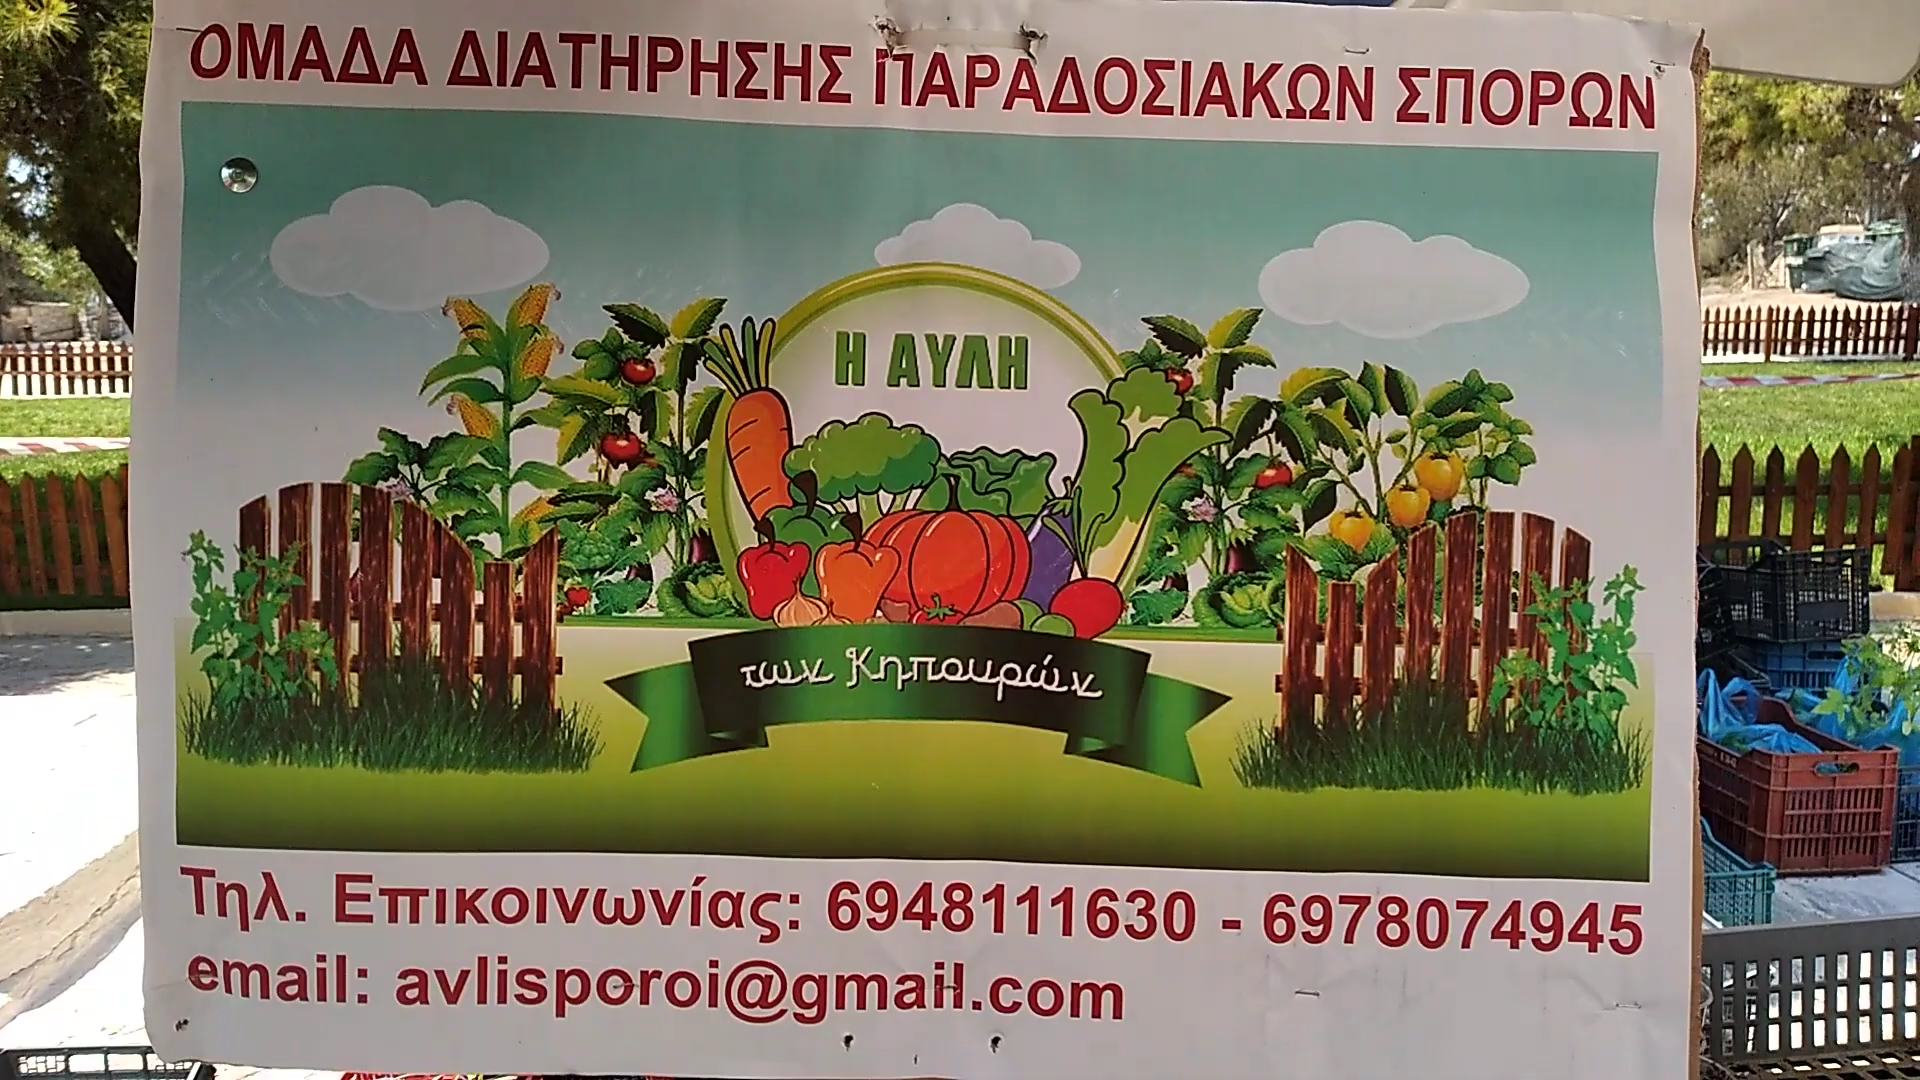 ΟΜΑΔΑ ΔΙΑΤΗΡΗΣΗΣ ΠΑΡΑΔΟΣΙΑΚΩΝ ΣΠΟΡΩΝ
Η ΑΥΛΗ
των Κηπουρών
Τηλ. Επικοινωνίας: 6948111630 - 6978074945
email: avlisporoi@gmail.com